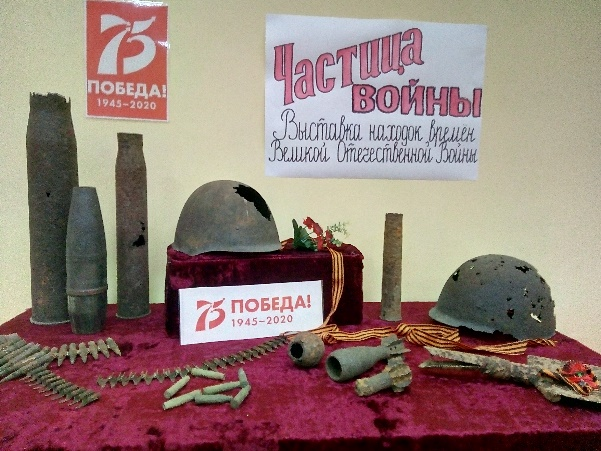 75
ПОБЕДА!
1945–2020
Частица
войны
Выставка находок времен
Великой Отечественной Войны
75 ПОБЕДА!
1945–2020